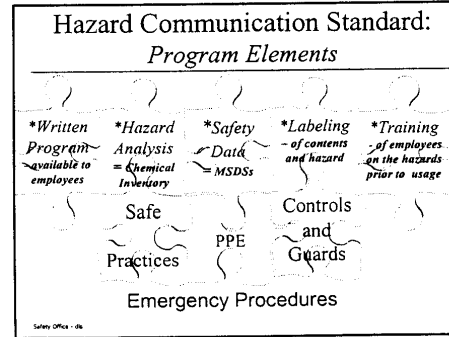 Hazard Communication Standard:
Program Elements
*Written Program - available to employees
*Hazard Analysis = Chemical Inventory
*Safety Data = MSDSs
*Labeling - of contents and hazard
*Training - of employees on the hazards prior to usage
Safe Practices
PPE
Controls and Guards
Emergency Procedures
Safety Office - dls